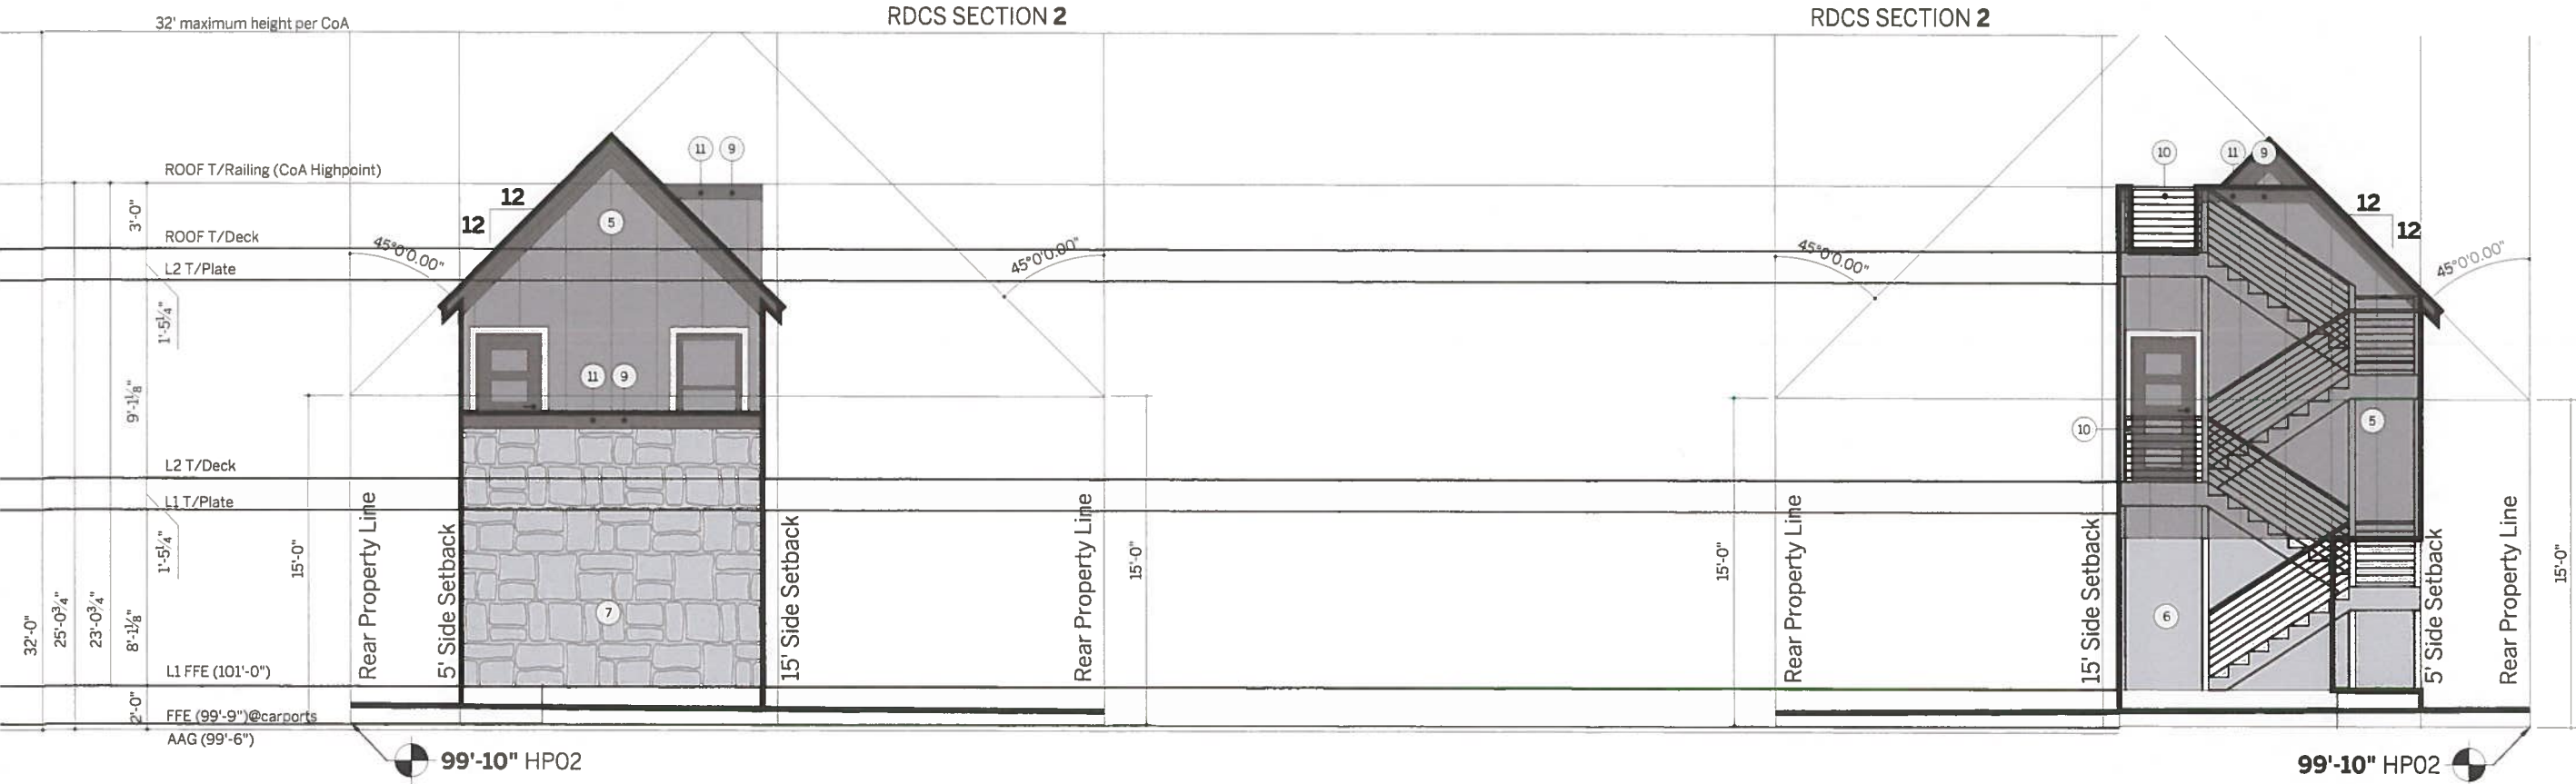 RDCS SECTION 2
RDCS SECTION 2
32' maximum height per CoA
11
9
10
11
9
ROOF T/Railing (CoA Highpoint)
12
12
12
12
3'-0"
5
ROOF T/Deck
45°0'0.00"
45°0'0.00"
45°0'0.00"
45°0'0.00"
L2 T/Plate
1'-5¼"
11
9
9'-1⅛"
10
5
L2 T/Deck
L1 T/Plate
1'-5¼"
15'-0"
Rear Property Line
5' Side Setback
15' Side Setback
Rear Property Line
15'-0"
15'-0"
Rear Property Line
15' Side Setback
5' Side Setback
Rear Property Line
15'-0"
7
6
32'-0"
25'-0¾"
23'-0¾"
8'-1⅛"
L1 FFE (101'-0")
2'-0"
FFE (99'-9")@carports
AAG (99'-6")
99'-10" HP02
99'-10" HP02